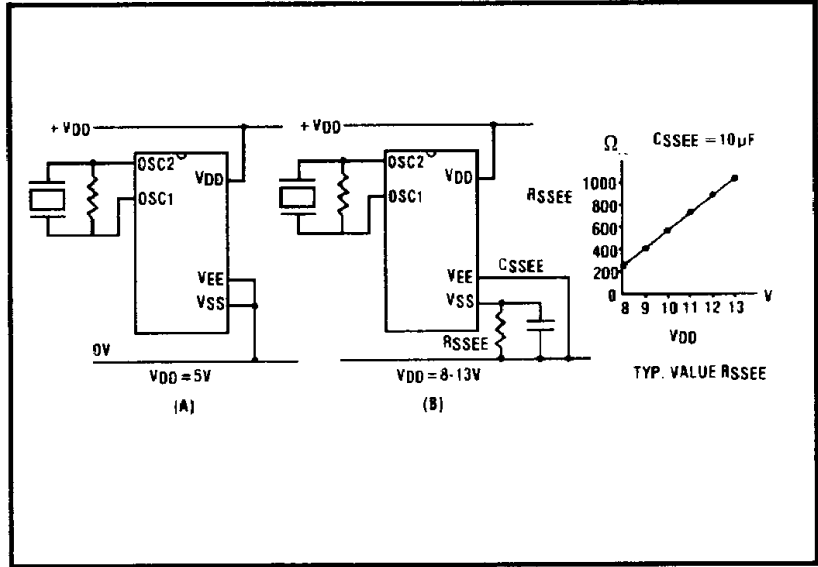 + VDD
OSC2
OSC1
VDD
VEE
VSS
0V
VDD = 5V
(A)
+ VDD
OSC2
OSC1
VDD
VEE
VSS
CSSEE
RSSEE
VDD = 8-13V
(B)
Ω
CSSEE = 10µF
RSSEE
1000
800
600
400
200
0
8 9 10 11 12 13
V
VDD
TYP. VALUE RSSEE